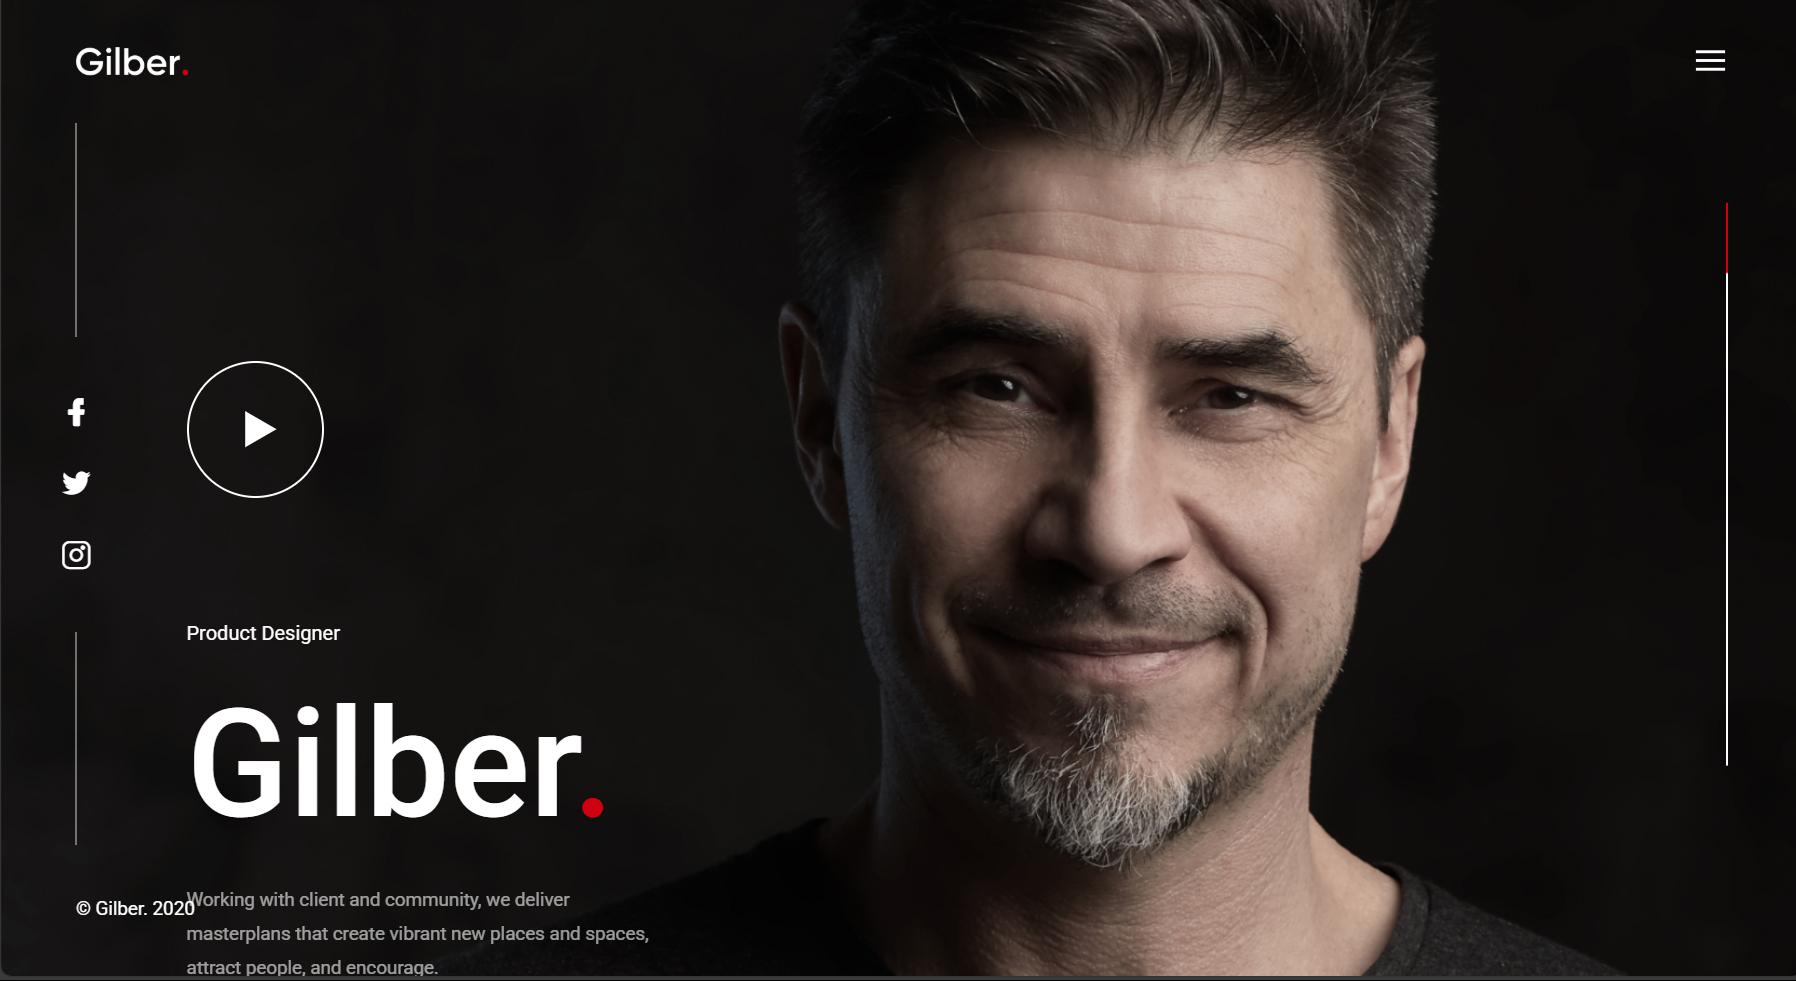 Gilber.
Product Designer
Gilber.
Working with client and community, we deliver
masterplans that create vibrant new places and spaces,
attract people, and encourage.
© Gilber. 2020